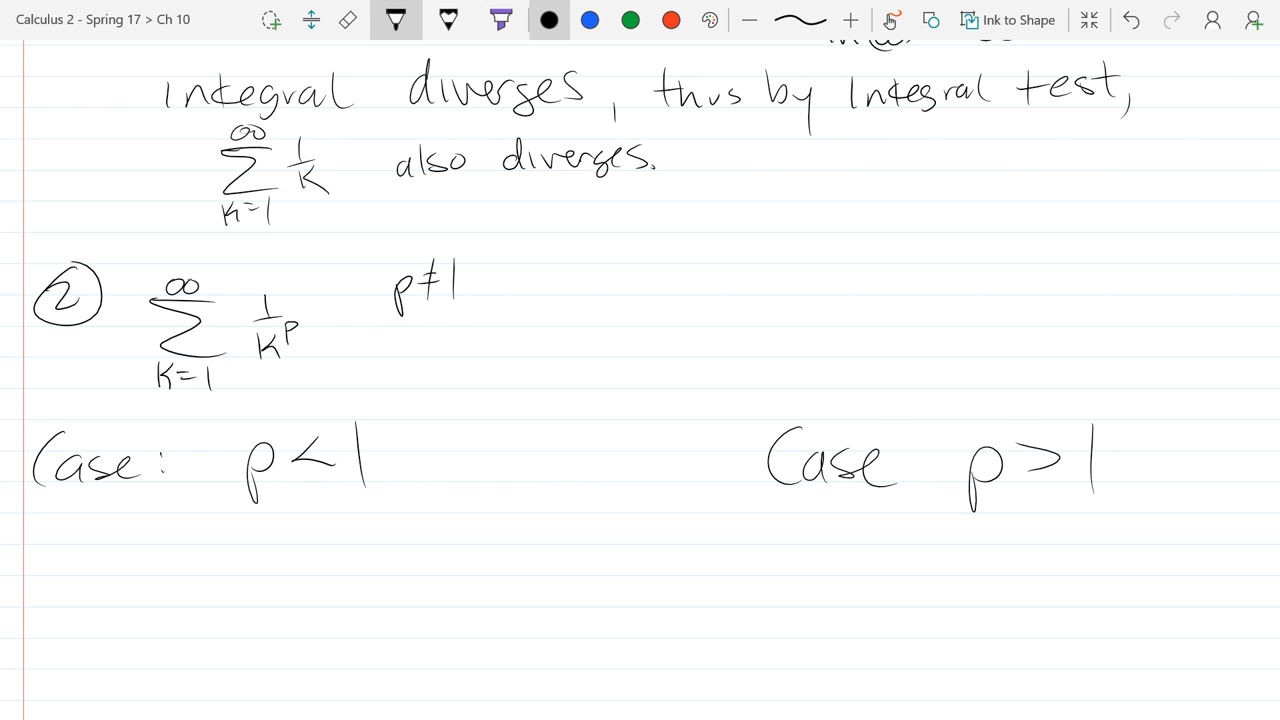 Calculus 2 - Spring 17 > Ch 10
Ink to Shape
integral diverges, thus by Integral test,
∞
∑ 1/K also diverges.
K=1
② ∞ p≠1
∑ 1/K^p
K=1
Case: p<1 Case p>1